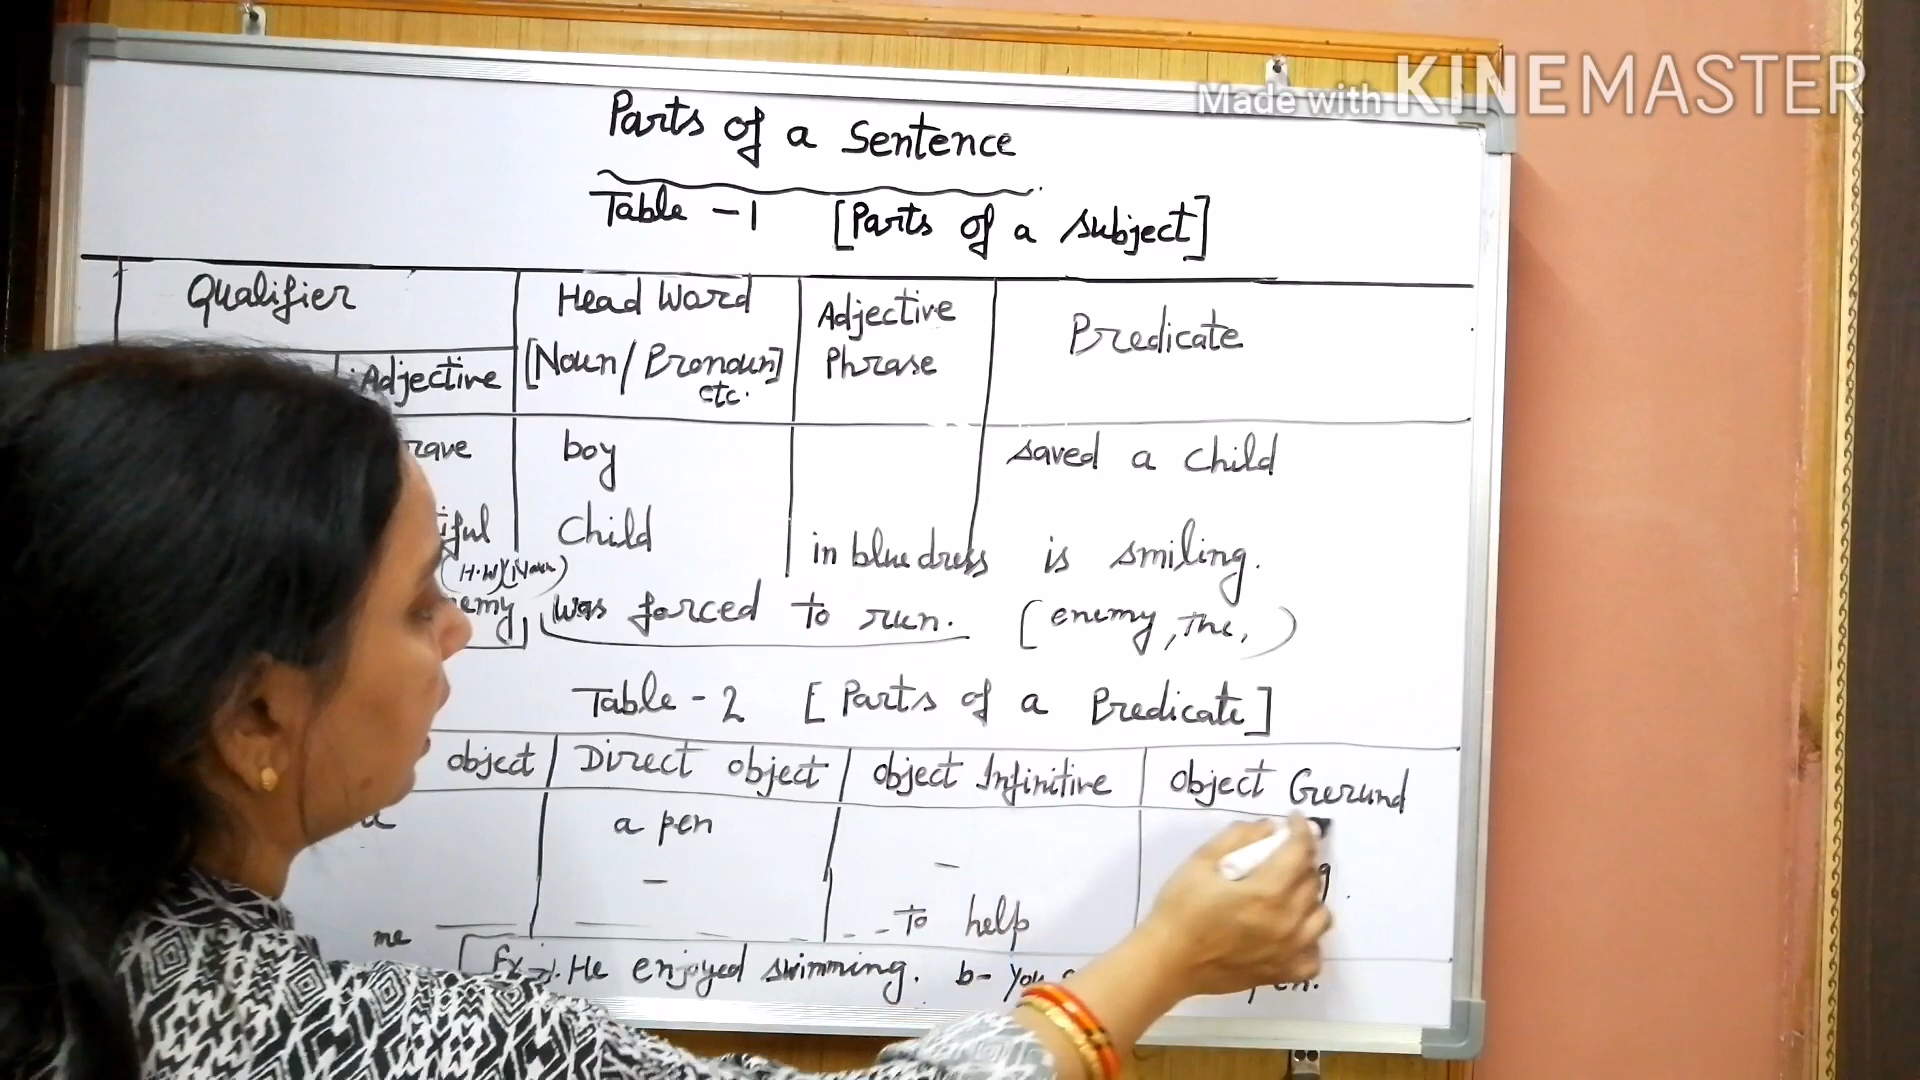 Made with KINEMASTER
Parts of a Sentence
Table - 1 [Parts of a subject]
Qualifier Head Word Adjective Phrase Predicate
Adjective [Noun / Pronoun] etc.
boy saved a child
Child in blue dress is smiling.
(H.W)(Noun)
was forced to run. [enemy, The, )
Table - 2 [Parts of a Predicate]
object Direct object object Infinitive object Gerund
a pen
- -
me To help
Ex He enjoyed swimming. b- You